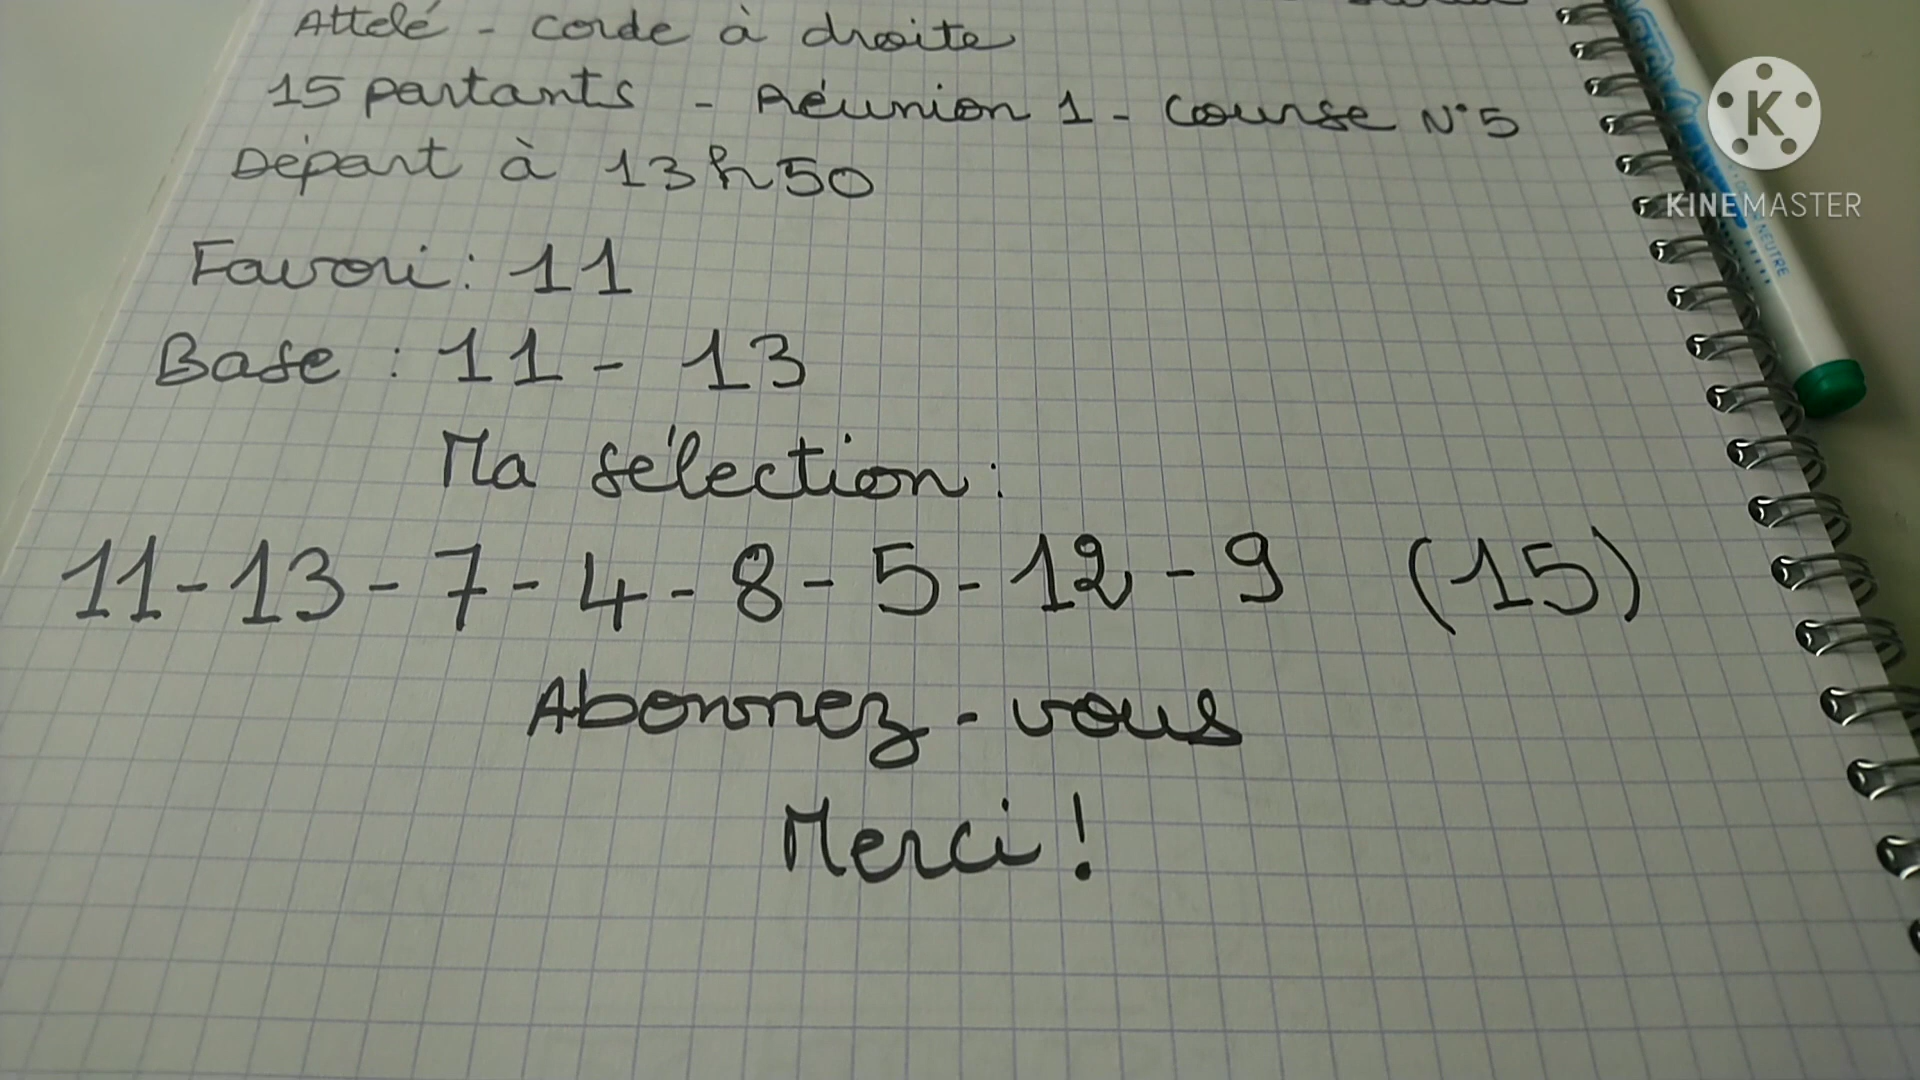 Attelé - corde à droite
15 partants - Réunion 1 - course N°5
Départ à 13h50
Favori : 11
Base : 11 - 13
Ma sélection :
11 - 13 - 7 - 4 - 8 - 5 - 12 - 9 (15)
Abonnez-vous
Merci !
KINEMASTER
NEUTRE